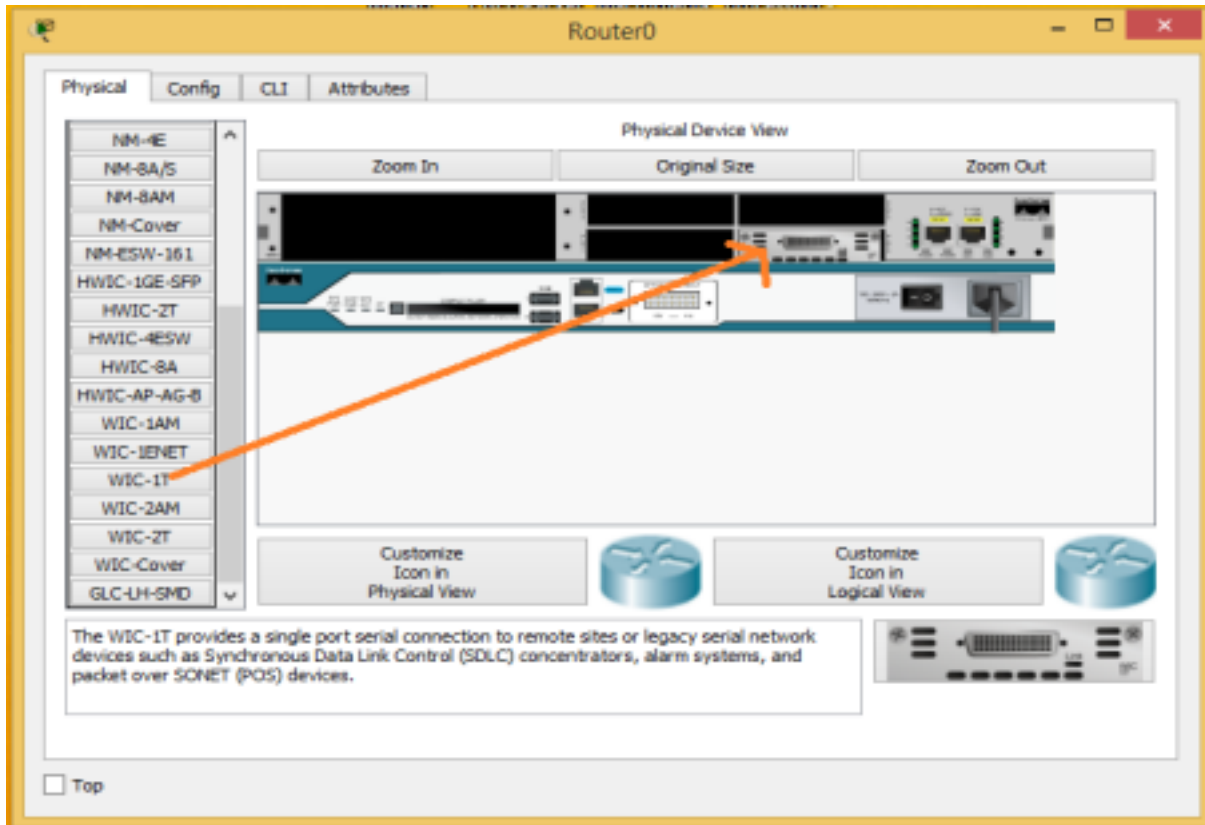 Router0
Physical
Config
CLI
Attributes
NM-4E
NM-8A/S
NM-8AM
NM-Cover
NM-ESW-161
HWIC-1GE-SFP
HWIC-2T
HWIC-4ESW
HWIC-8A
HWIC-AP-AG-B
WIC-1AM
WIC-1ENET
WIC-1T
WIC-2AM
WIC-2T
WIC-Cover
GLC-LH-SMD
Physical Device View
Zoom In
Original Size
Zoom Out
Customize
Icon in
Physical View
Customize
Icon in
Logical View
The WIC-1T provides a single port serial connection to remote sites or legacy serial network
devices such as Synchronous Data Link Control (SDLC) concentrators, alarm systems, and
packet over SONET (POS) devices.
Top